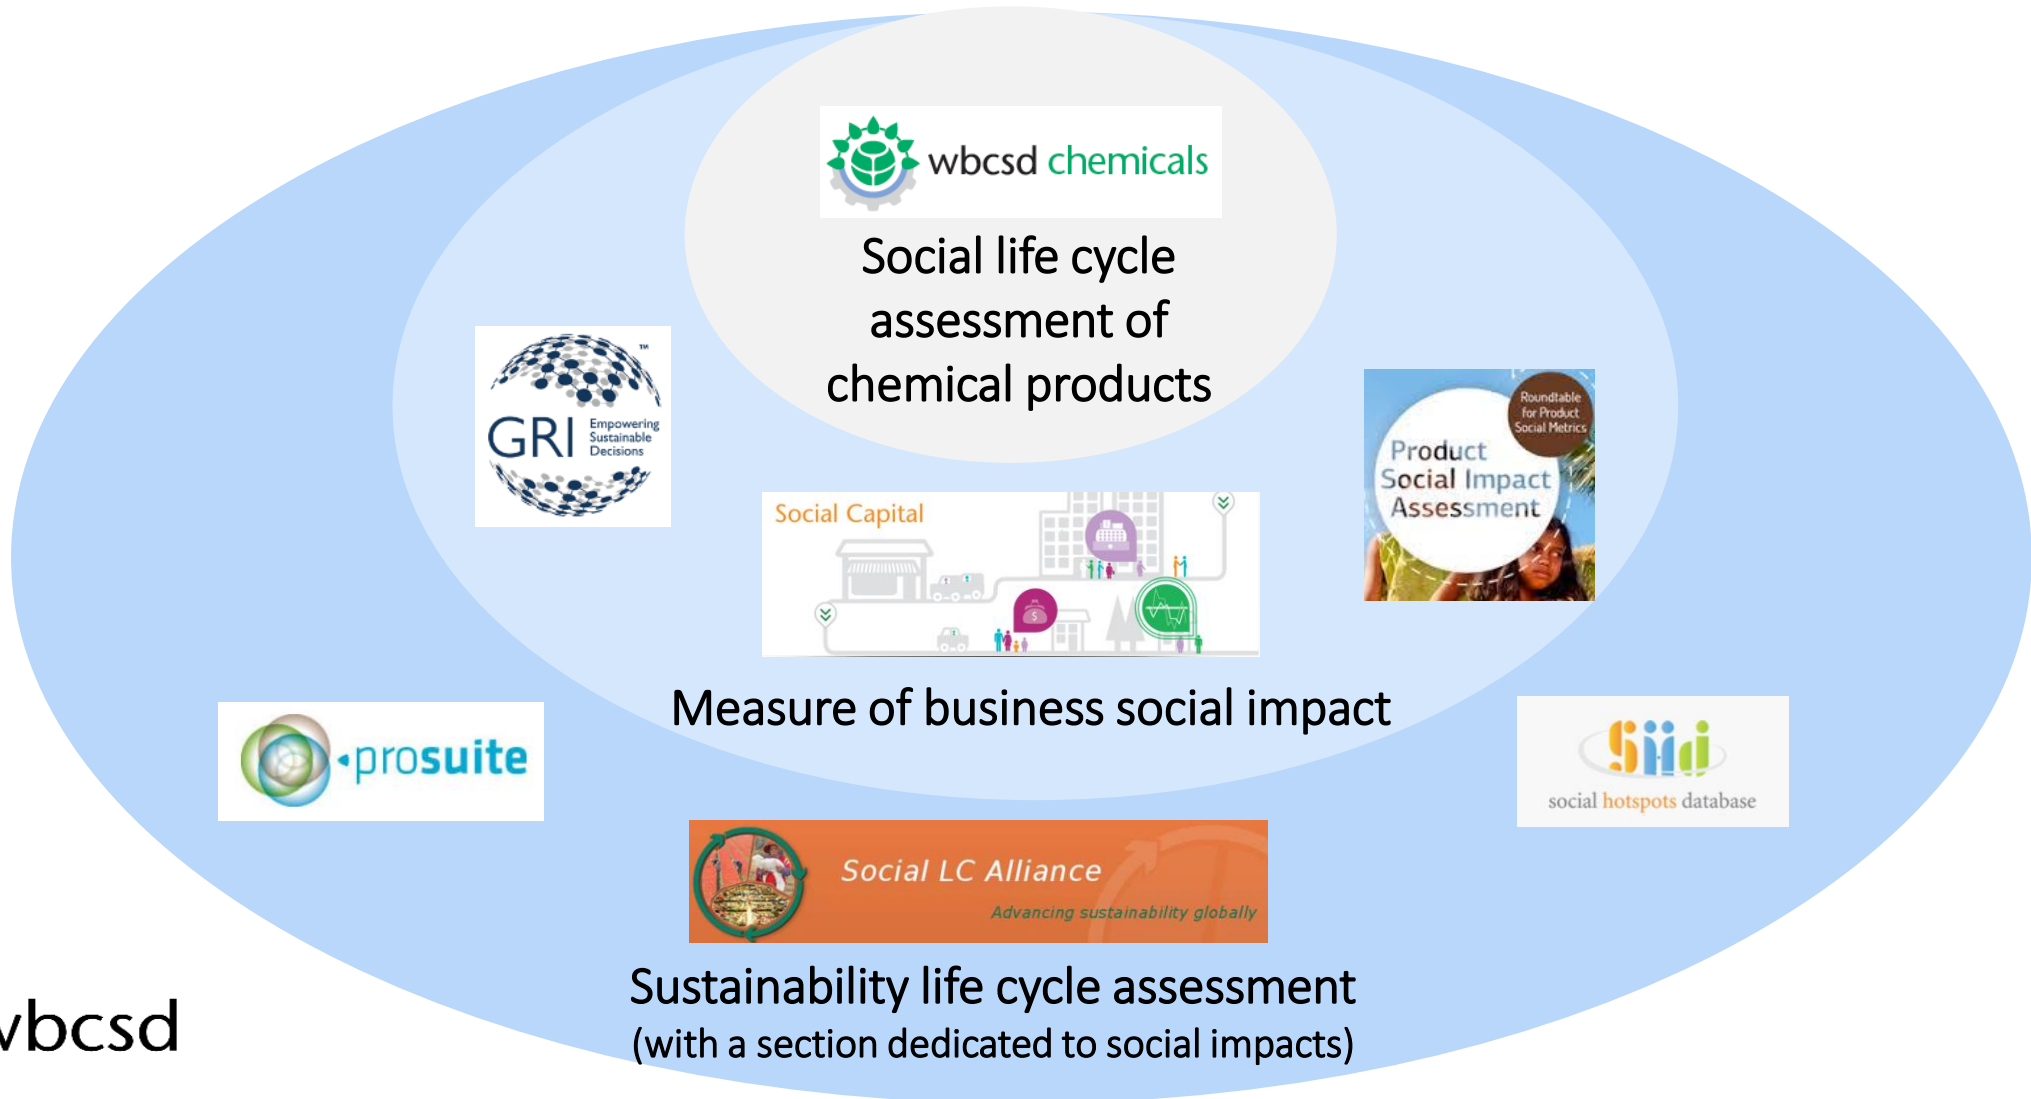 wbcsd chemicals
Social life cycle
assessment of
chemical products
™
GRI
Empowering
Sustainable
Decisions
Roundtable
for Product
Social Metrics
Product
Social Impact
Assessment
Social Capital
$
Measure of business social impact
prosuite
social hotspots database
Social LC Alliance
Advancing sustainability globally
Sustainability life cycle assessment
(with a section dedicated to social impacts)
wbcsd